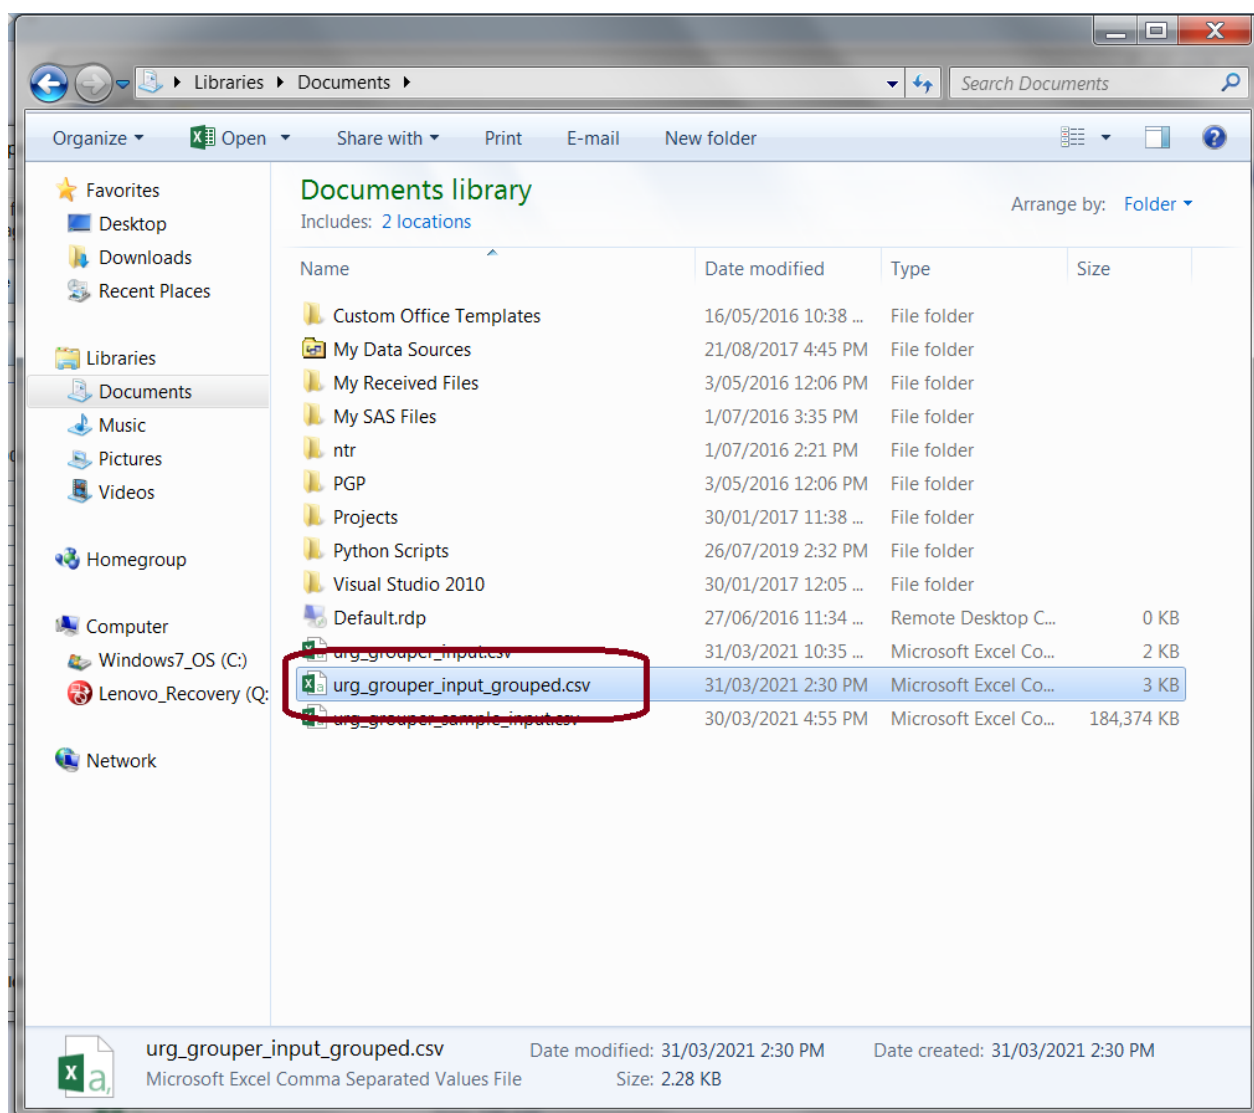 Libraries Documents
Search Documents
Organize Open Share with Print E-mail New folder
Favorites
Desktop
Downloads
Recent Places
Libraries
Documents
Music
Pictures
Videos
Homegroup
Computer
Windows7_OS (C:)
Lenovo_Recovery (Q:
Network
Documents library
Includes: 2 locations
Arrange by: Folder
Name Date modified Type Size
Custom Office Templates 16/05/2016 10:38 ... File folder
My Data Sources 21/08/2017 4:45 PM File folder
My Received Files 3/05/2016 12:06 PM File folder
My SAS Files 1/07/2016 3:35 PM File folder
ntr 1/07/2016 2:21 PM File folder
PGP 3/05/2016 12:06 PM File folder
Projects 30/01/2017 11:38 ... File folder
Python Scripts 26/07/2019 2:32 PM File folder
Visual Studio 2010 30/01/2017 12:05 ... File folder
Default.rdp 27/06/2016 11:34 ... Remote Desktop C... 0 KB
urg_grouper_input.csv 31/03/2021 10:35 ... Microsoft Excel Co... 2 KB
urg_grouper_input_grouped.csv 31/03/2021 2:30 PM Microsoft Excel Co... 3 KB
urg_grouper_sample_input.csv 30/03/2021 4:55 PM Microsoft Excel Co... 184,374 KB
urg_grouper_input_grouped.csv Date modified: 31/03/2021 2:30 PM Date created: 31/03/2021 2:30 PM
Microsoft Excel Comma Separated Values File Size: 2.28 KB